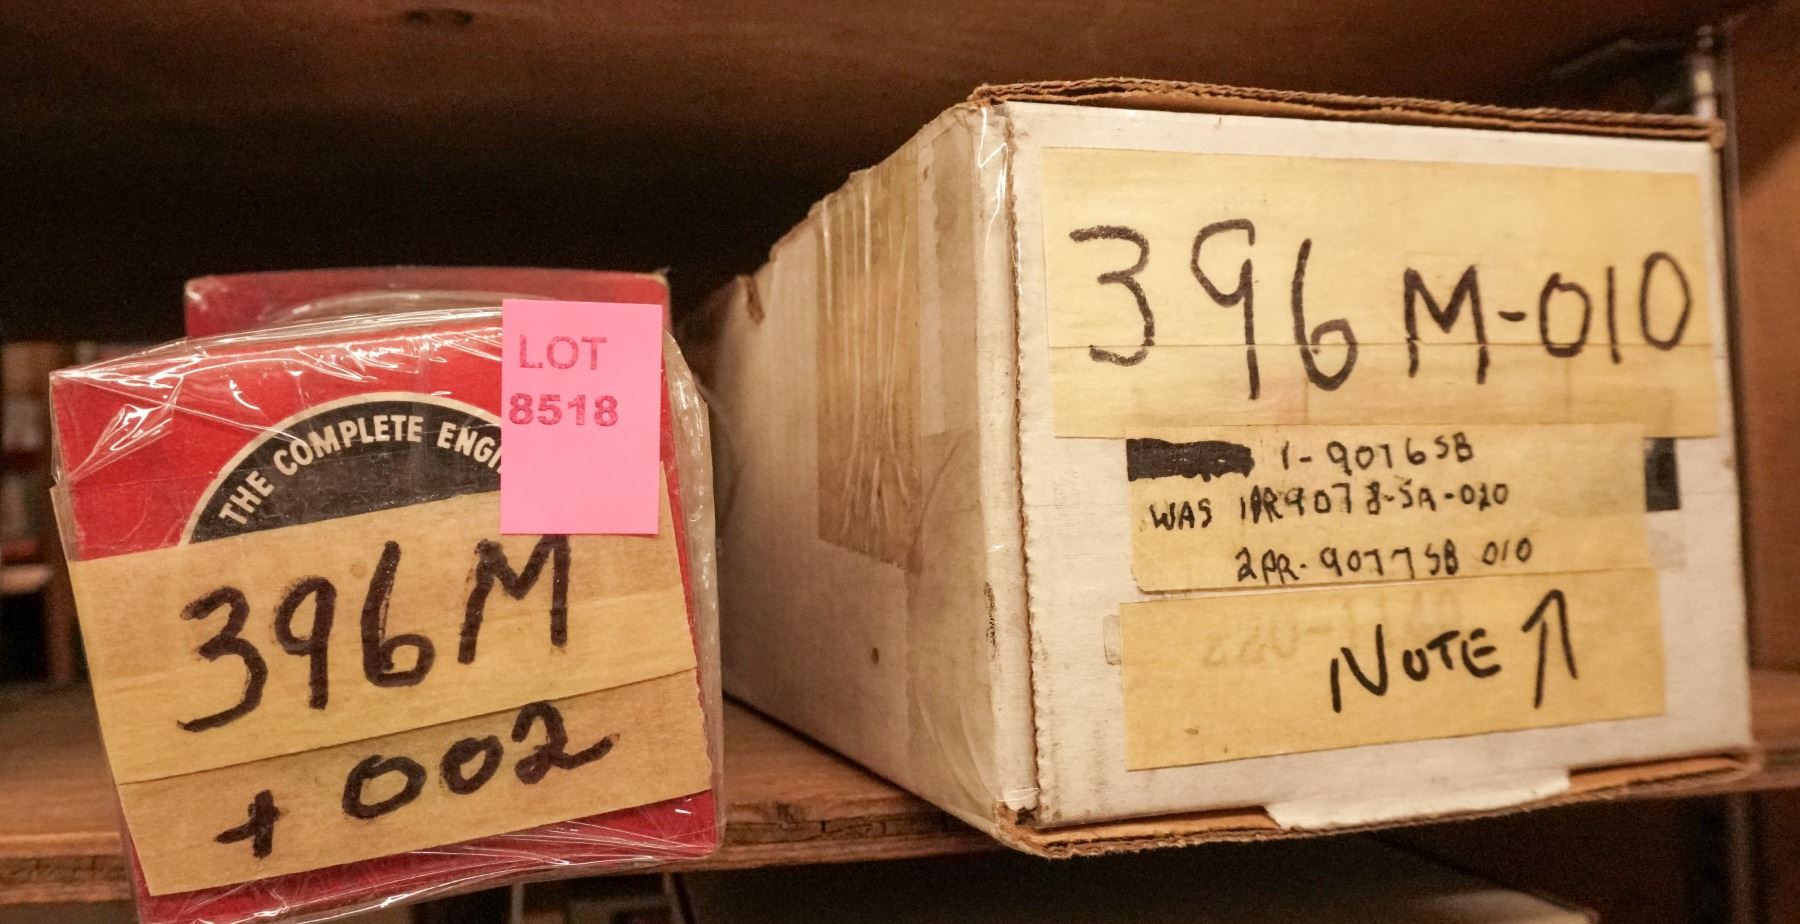 LOT
8518
THE COMPLETE ENGI
396M
+002
396M-010
1-9076SB
WAS 1PR9078-SA-020
2PR-9077SB 010
NOTE ↑